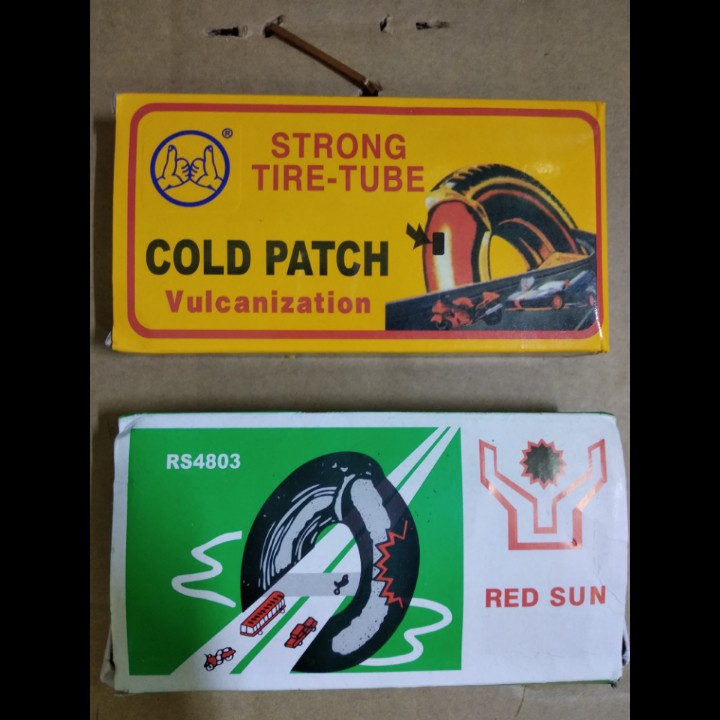 ®
STRONG
TIRE-TUBE
COLD PATCH
Vulcanization
RS4803
RED SUN